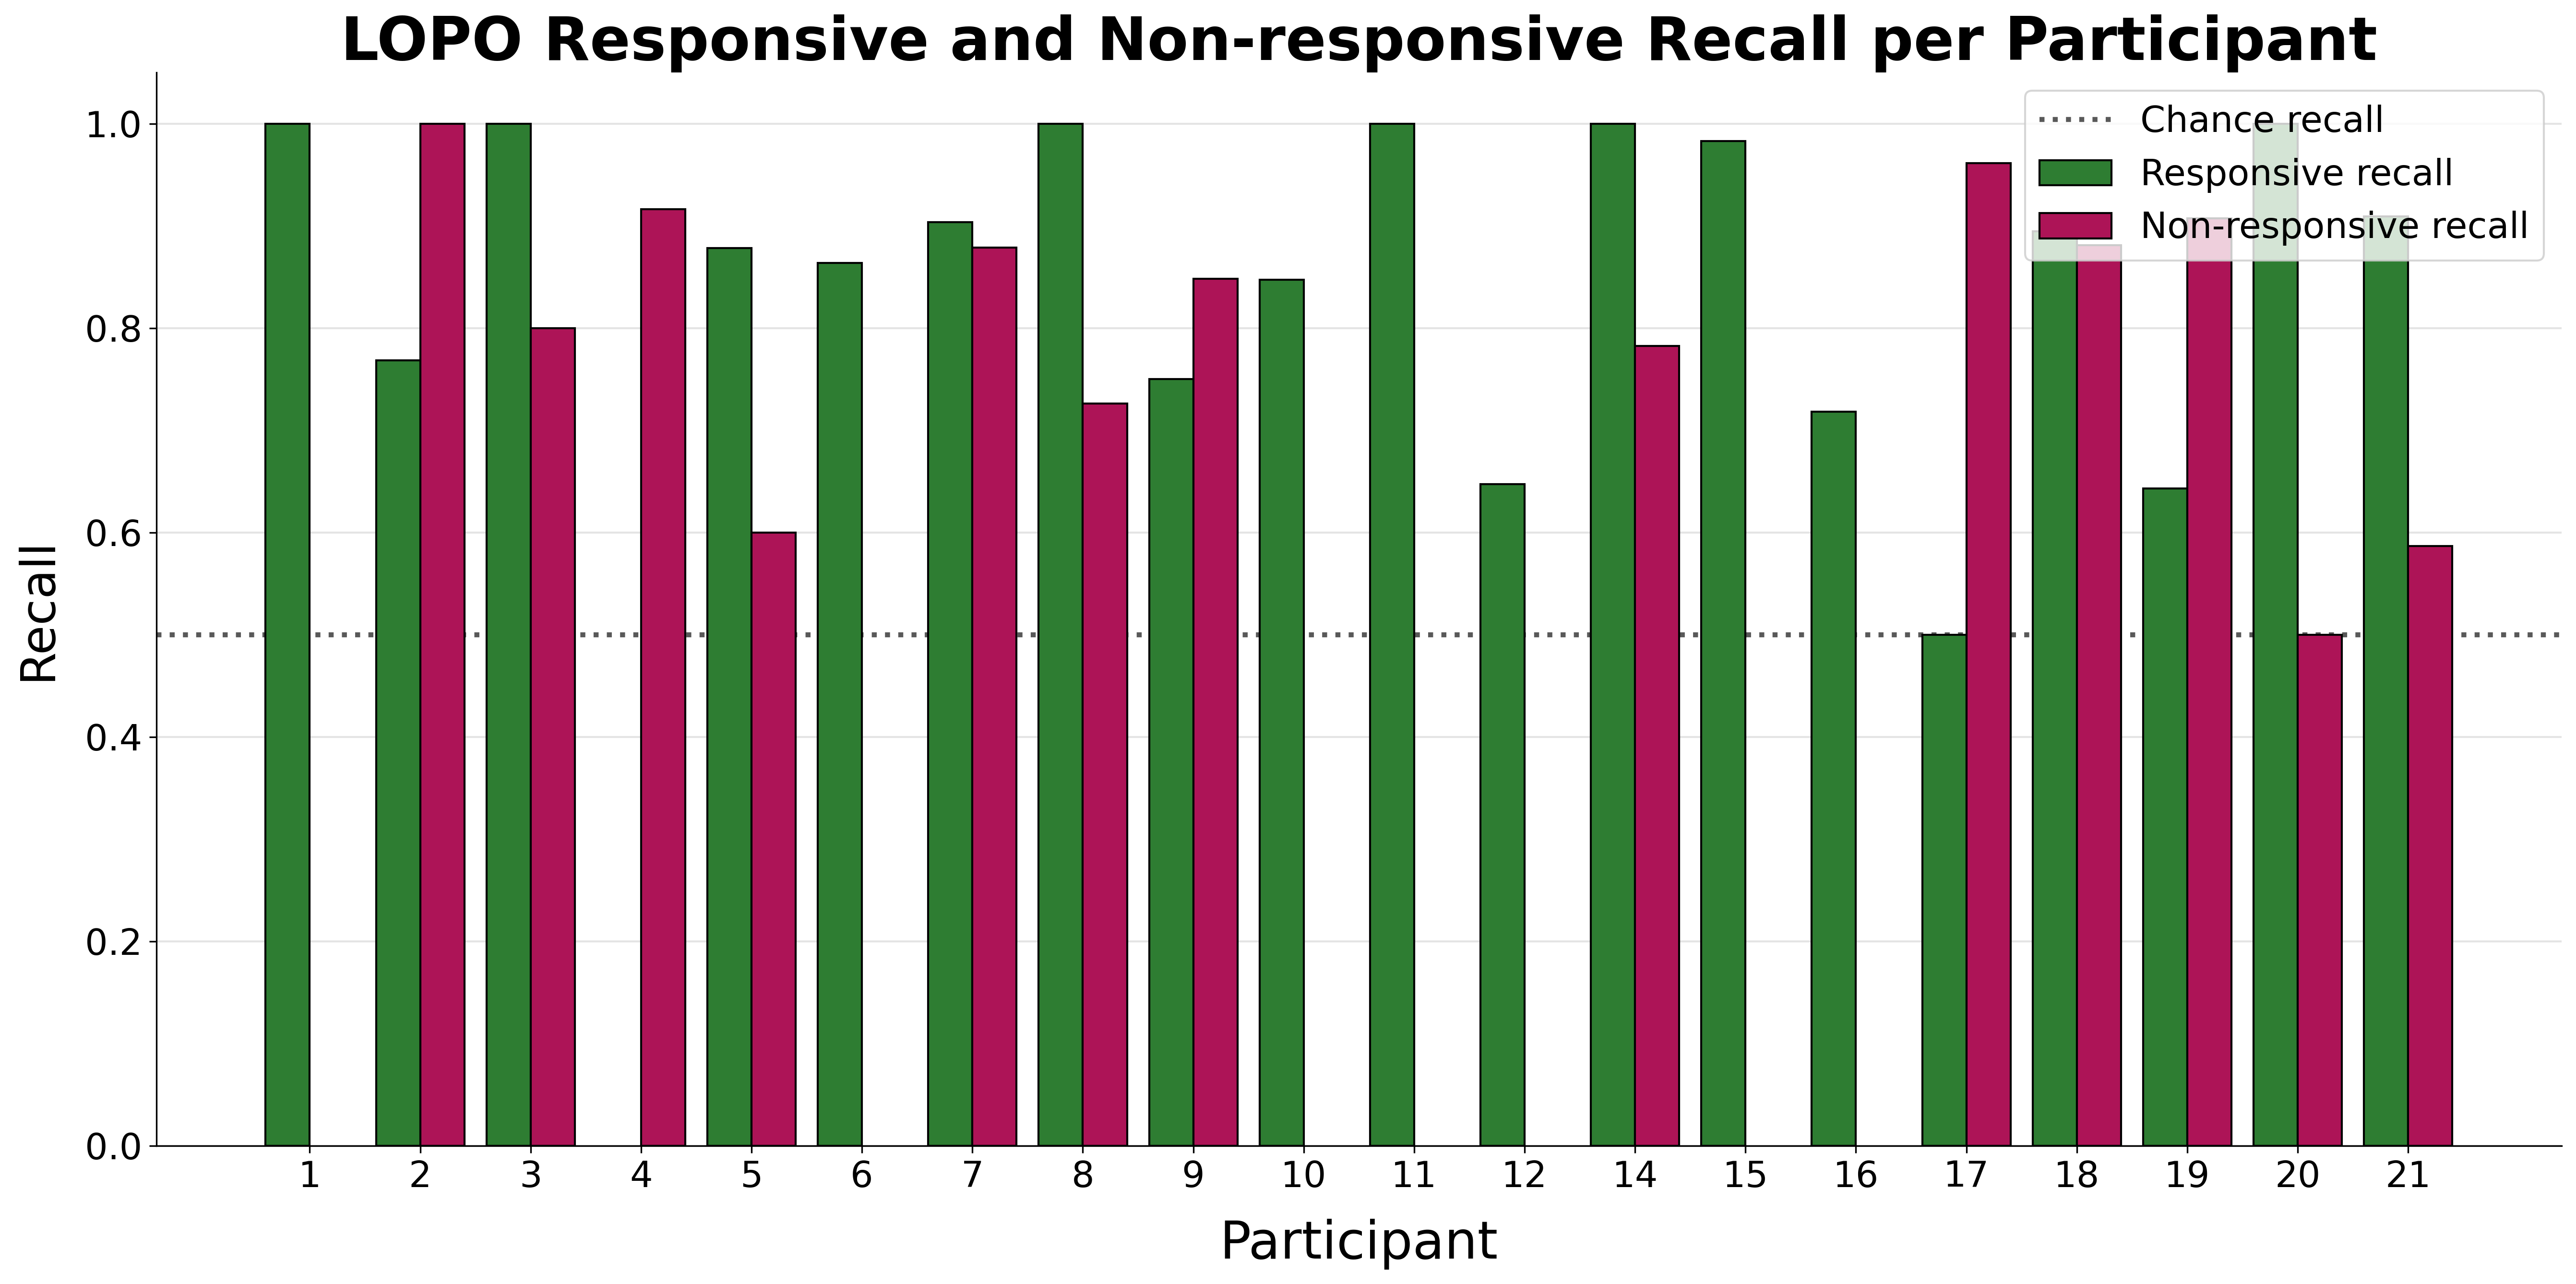 LOPO Responsive and Non-responsive Recall per Participant
Chance recall
Responsive recall
Non-responsive recall
1.0
0.8
0.6
0.4
0.2
0.0
Recall
1 2 3 4 5 6 7 8 9 10 11 12 14 15 16 17 18 19 20 21
Participant